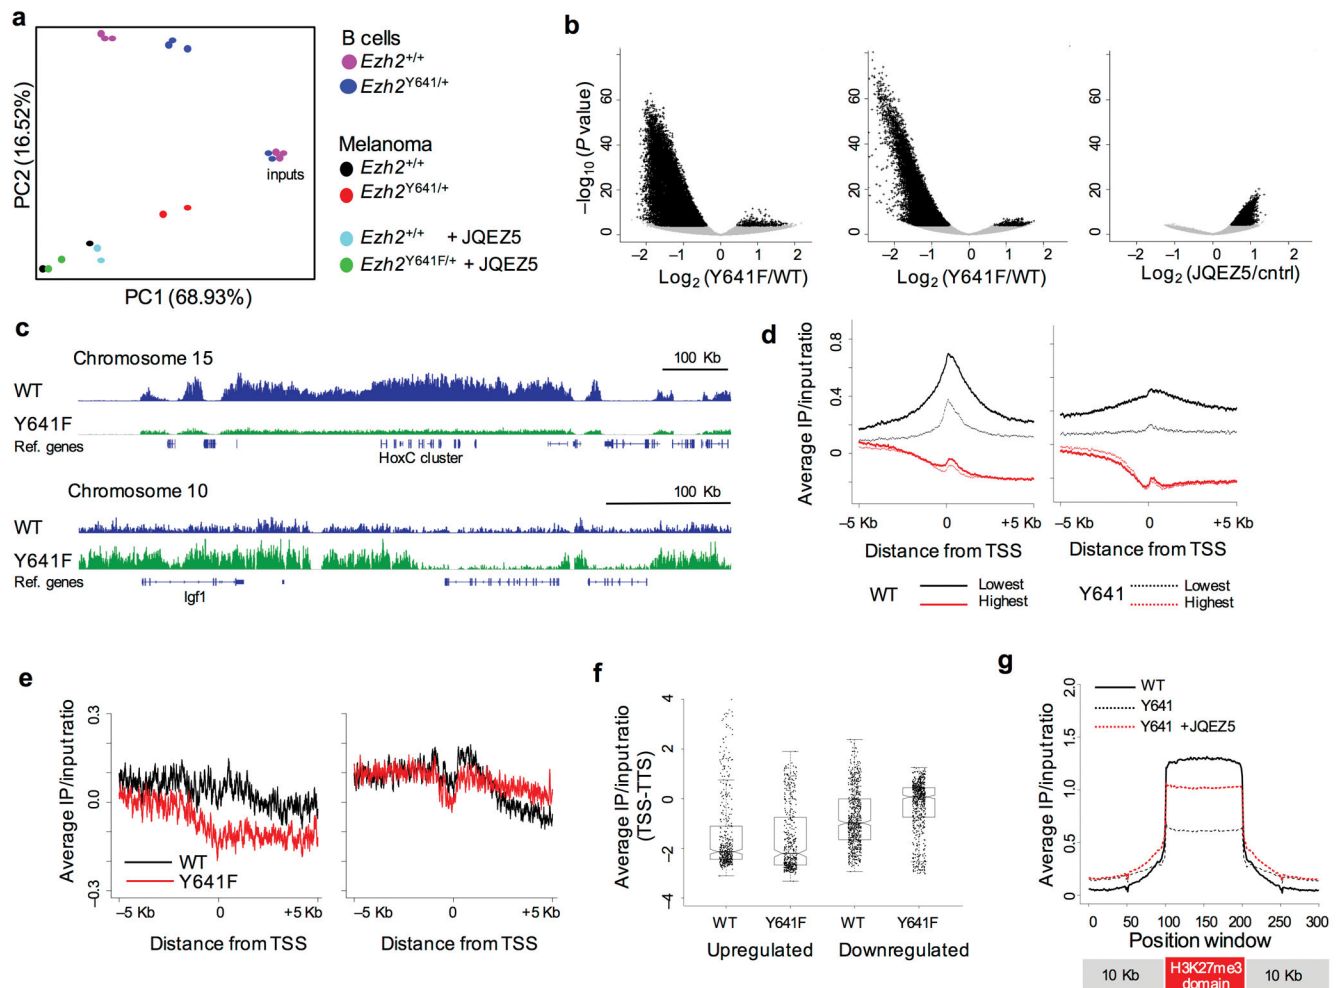 a
PC2 (16.52%)
inputs
PC1 (68.93%)
B cells
Ezh2+/+
Ezh2Y641/+
Melanoma
Ezh2+/+
Ezh2Y641/+
Ezh2+/+ + JQEZ5
Ezh2Y641F/+ + JQEZ5
b
–log10 (P value)
60
40
20
0
–2 –1 0 1 2
Log2 (Y641F/WT)
60
40
20
0
–2 –1 0 1 2
Log2 (Y641F/WT)
60
40
20
0
–2 –1 0 1 2
Log2 (JQEZ5/cntrl)
c
Chromosome 15
100 Kb
WT
Y641F
Ref. genes
HoxC cluster
Chromosome 10
100 Kb
WT
Y641F
Ref. genes
Igf1
d
Average IP/input ratio
0.8
0.4
0
–5 Kb 0 +5 Kb
Distance from TSS
–5 Kb 0 +5 Kb
Distance from TSS
WT
Lowest
Highest
Y641
Lowest
Highest
e
Average IP/input ratio
0.3
0.0
–0.3
WT
Y641F
–5 Kb 0 +5 Kb
Distance from TSS
–5 Kb 0 +5 Kb
Distance from TSS
f
Average IP/input ratio
(TSS-TTS)
4
2
0
–2
–4
WT Y641F WT Y641F
Upregulated Downregulated
g
Average IP/input ratio
2.0
1.5
1.0
0.5
0
WT
Y641
Y641 +JQEZ5
0 50 100 150 200 250 300
Position window
10 Kb
H3K27me3
domain
10 Kb